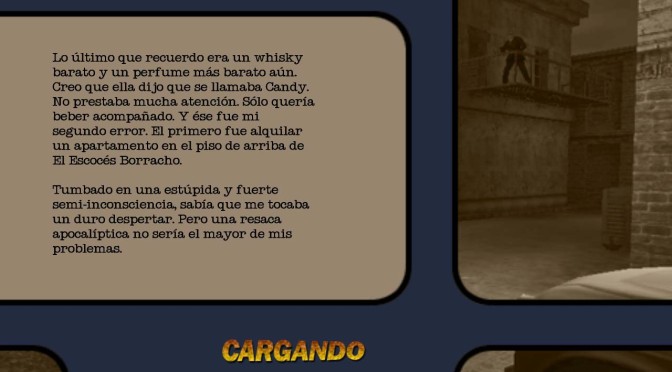 Lo último que recuerdo era un whisky
barato y un perfume más barato aún.
Creo que ella dijo que se llamaba Candy.
No prestaba mucha atención. Sólo quería
beber acompañado. Y ése fue mi
segundo error. El primero fue alquilar
un apartamento en el piso de arriba de
El Escocés Borracho.
Tumbado en una estúpida y fuerte
semi-inconsciencia, sabía que me tocaba
un duro despertar. Pero una resaca
apocalíptica no sería el mayor de mis
problemas.
CARGANDO